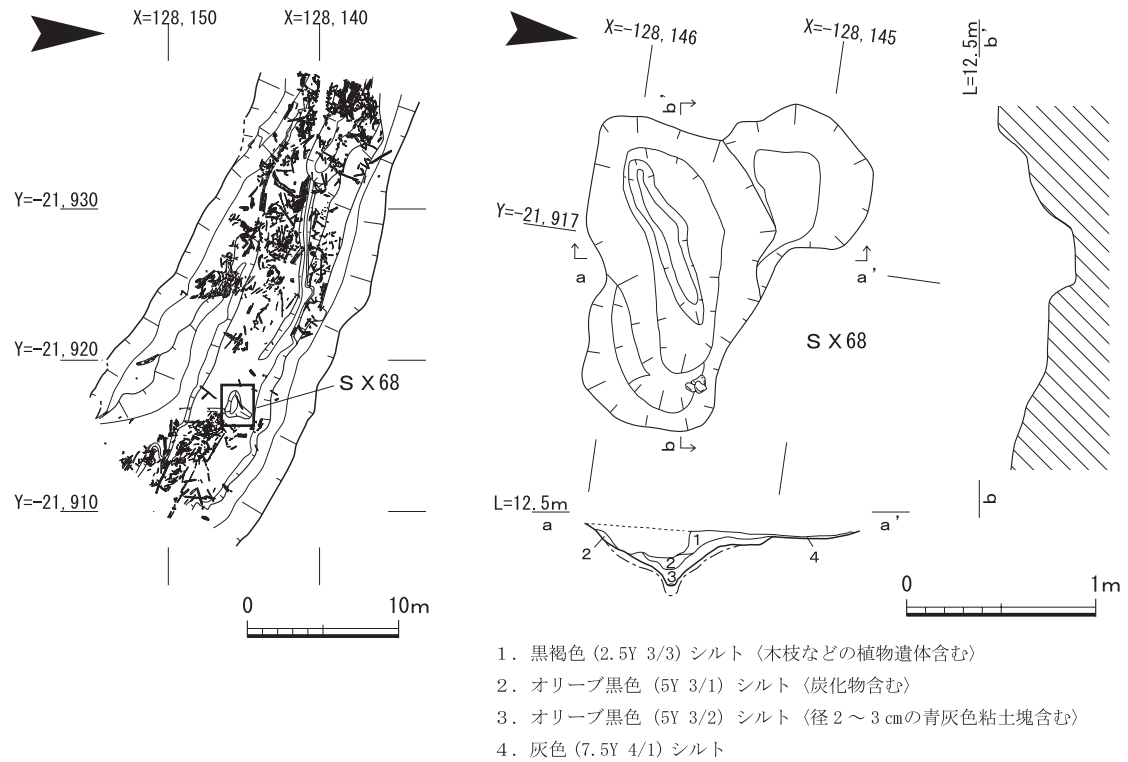 X=128,150
X=128,140
Y=-21,930
Y=-21,920
Y=-21,910
ＳＸ68
0
10m
X=-128,146
X=-128,145
Y=-21,917
b'
a
a'
ＳＸ68
b
L=12.5m
b'
b
L=12.5m
a
a'
1
2
2
3
4
0
1m
１．黒褐色 (2.5Y 3/3) シルト〈木枝などの植物遺体含む〉
２．オリーブ黒色 (5Y 3/1) シルト〈炭化物含む〉
３．オリーブ黒色 (5Y 3/2) シルト〈径２～３㎝の青灰色粘土塊含む〉
４．灰色 (7.5Y 4/1) シルト